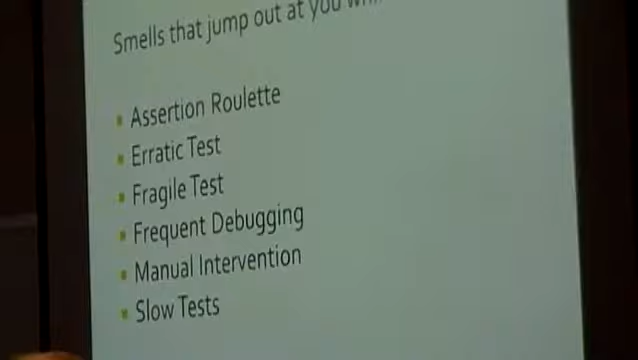 Smells that jump out at you
Assertion Roulette
Erratic Test
Fragile Test
Frequent Debugging
Manual Intervention
Slow Tests